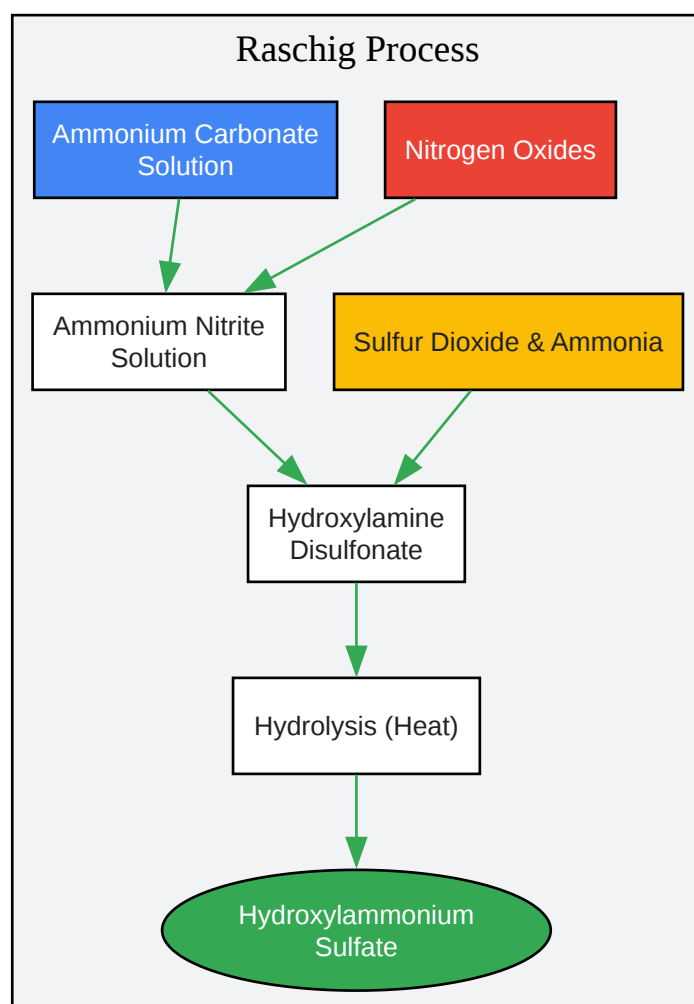 Raschig Process
Ammonium Carbonate
Solution
Nitrogen Oxides
Ammonium Nitrite
Solution
Sulfur Dioxide & Ammonia
Hydroxylamine
Disulfonate
Hydrolysis (Heat)
Hydroxylammonium
Sulfate